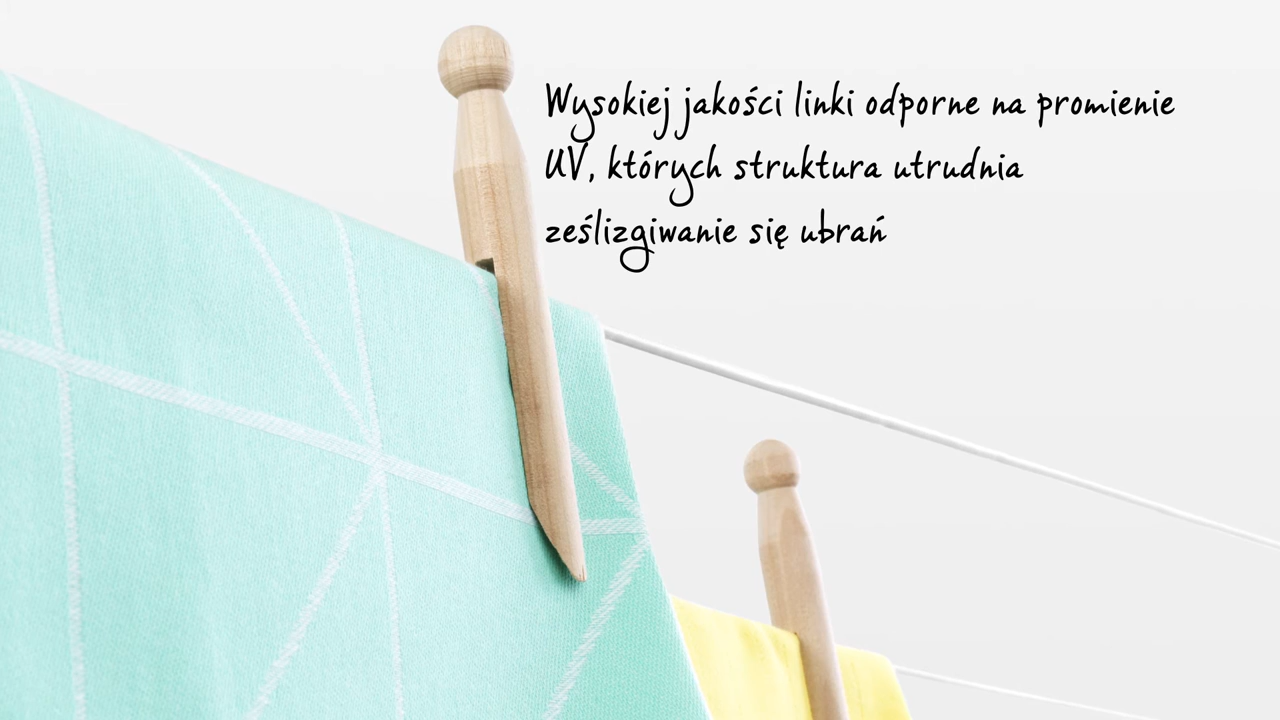 Wysokiej jakości linki odporne na promienie
UV, których struktura utrudnia
ześlizgiwanie się ubrań